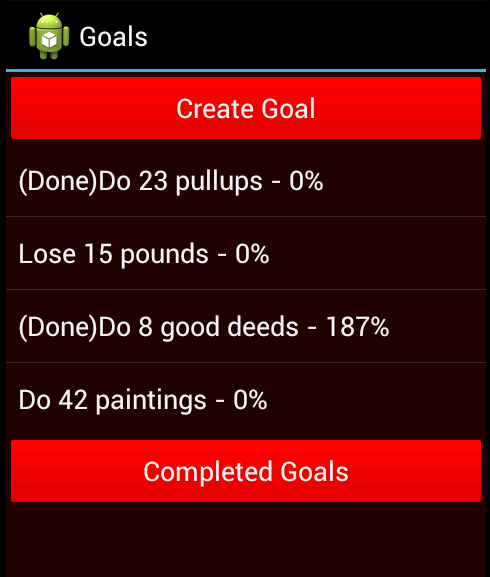 Goals
Create Goal
(Done)Do 23 pullups - 0%
Lose 15 pounds - 0%
(Done)Do 8 good deeds - 187%
Do 42 paintings - 0%
Completed Goals